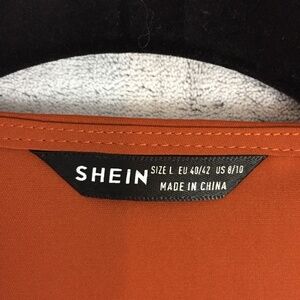 SHEIN SIZE L EU 40/42 US 8/10
MADE IN CHINA